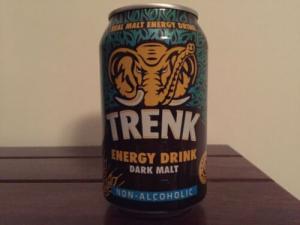 REAL MALT ENERGY DRINK
TRENK
ENERGY DRINK
DARK MALT
NON-ALCOHOLIC